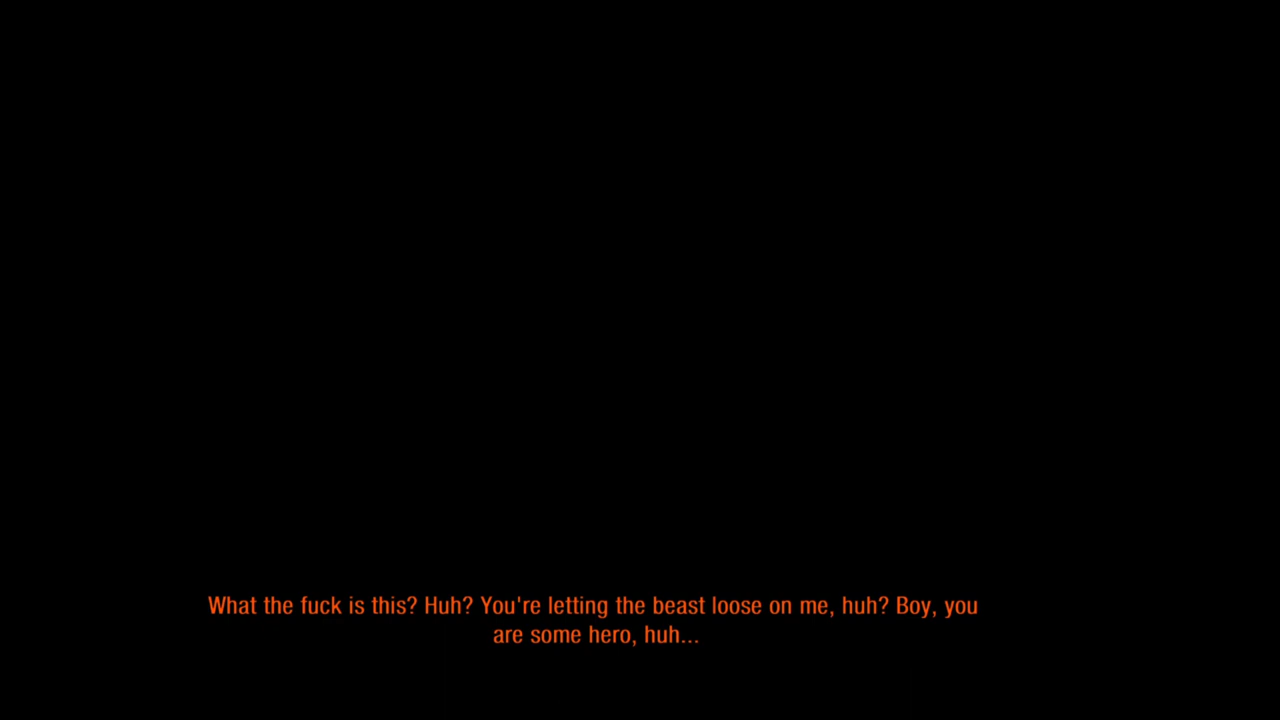 What the fuck is this? Huh? You're letting the beast loose on me, huh? Boy, you
are some hero, huh...